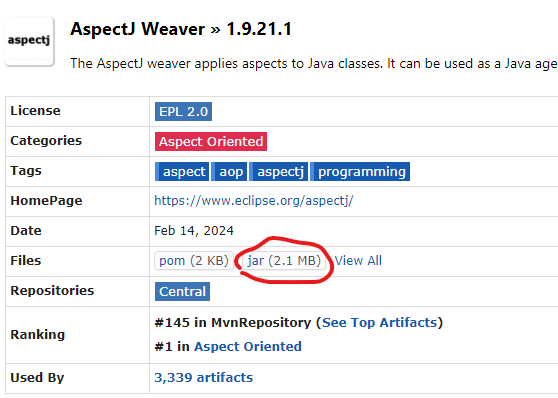 aspectj
AspectJ Weaver » 1.9.21.1
The AspectJ weaver applies aspects to Java classes. It can be used as a Java age
License EPL 2.0
Categories Aspect Oriented
Tags aspect aop aspectj programming
HomePage https://www.eclipse.org/aspectj/
Date Feb 14, 2024
Files pom (2 KB) jar (2.1 MB) View All
Repositories Central
Ranking #145 in MvnRepository (See Top Artifacts)
#1 in Aspect Oriented
Used By 3,339 artifacts